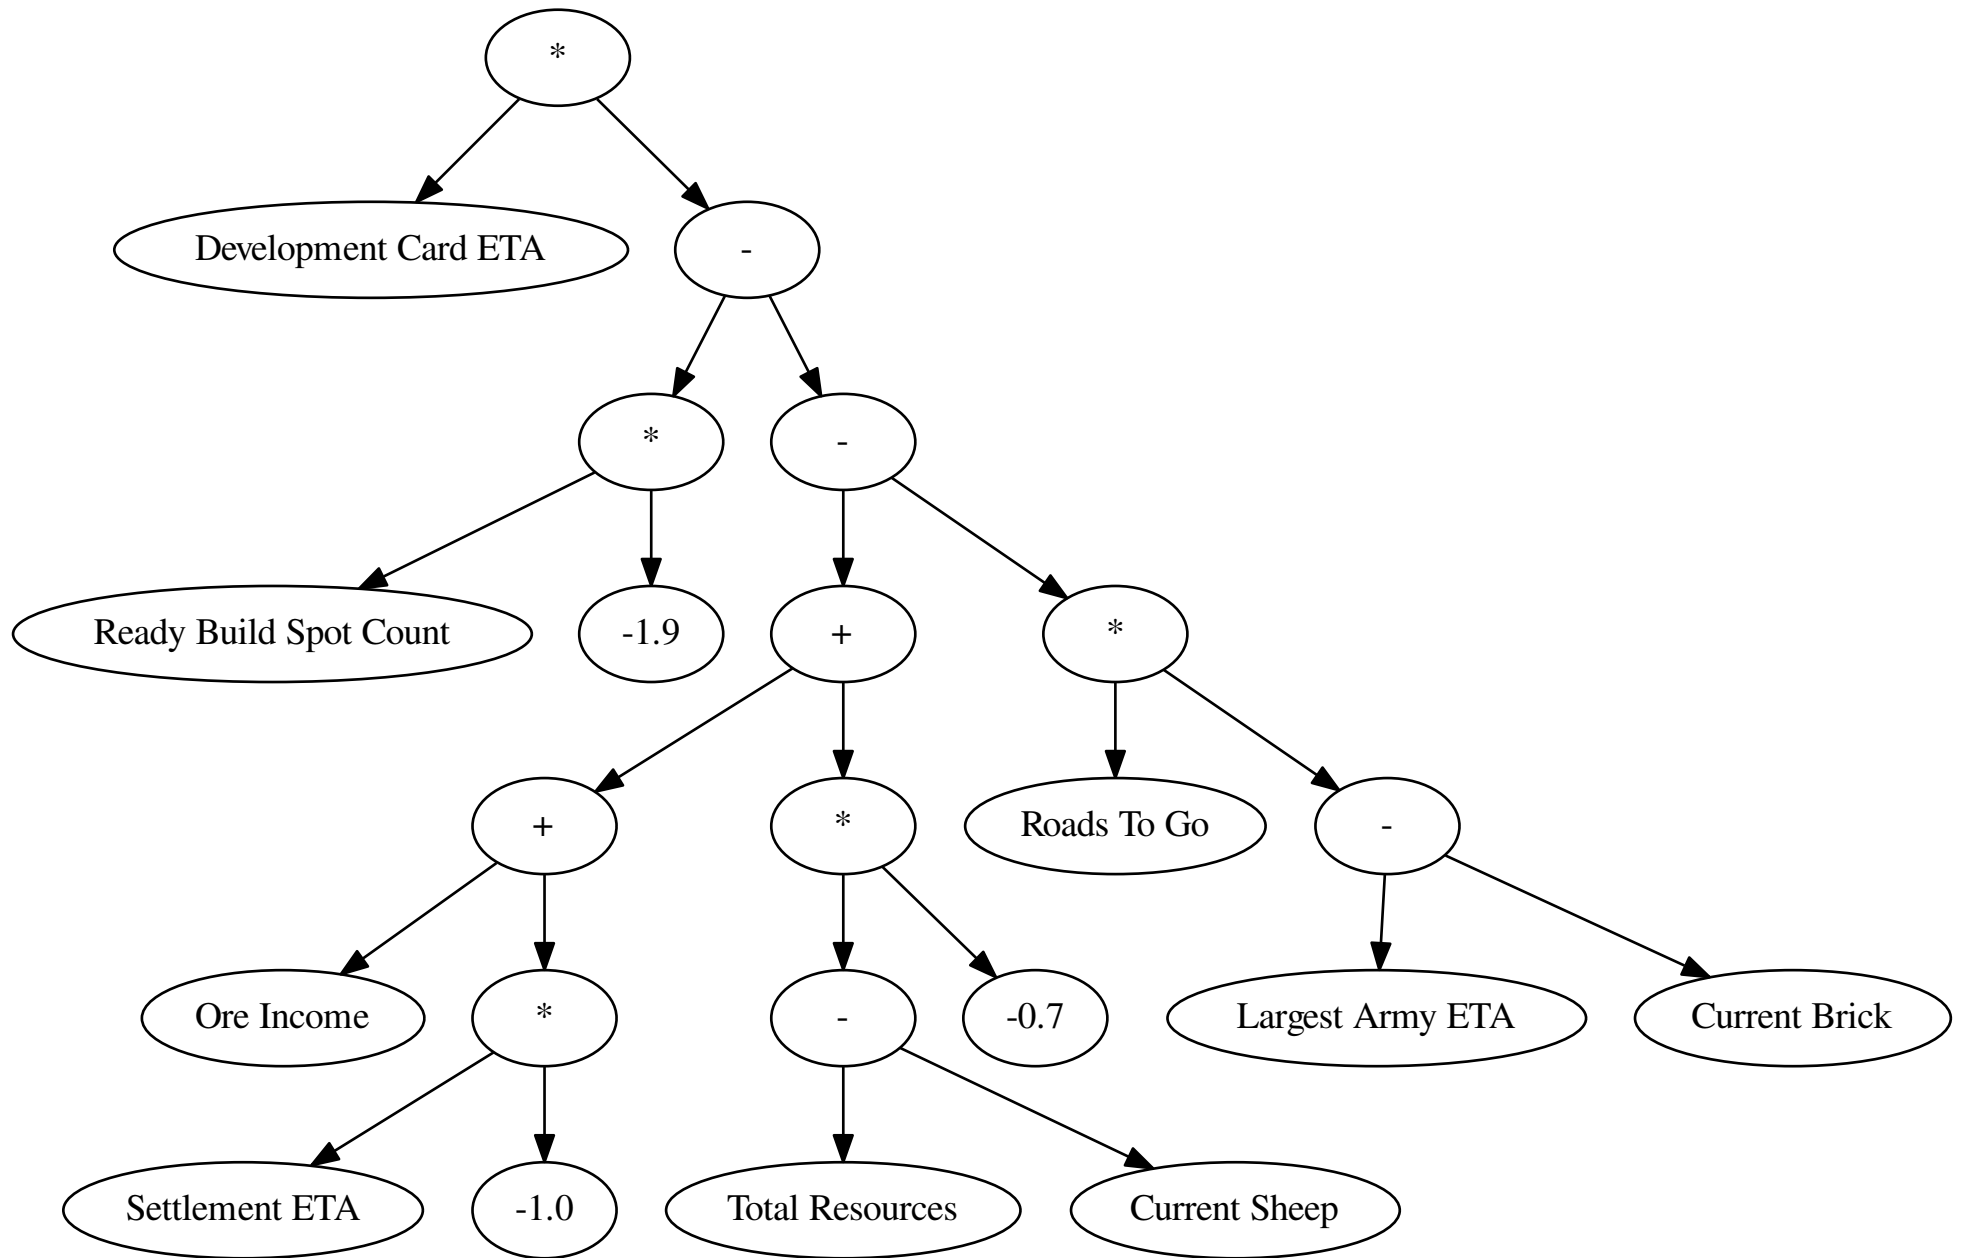 *
Development Card ETA
-
*
-
Ready Build Spot Count
-1.9
+
*
+
*
Roads To Go
-
Ore Income
*
-
-0.7
Largest Army ETA
Current Brick
Settlement ETA
-1.0
Total Resources
Current Sheep